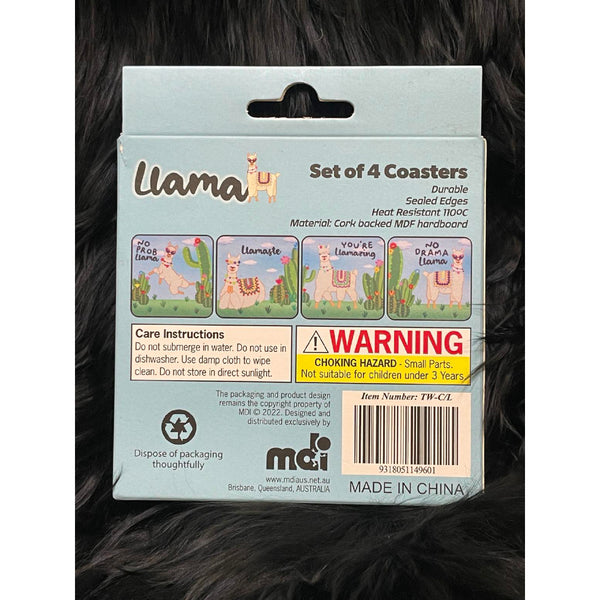 Llama
Set of 4 Coasters
Durable
Sealed Edges
Heat Resistant 110ºC
Material: Cork backed MDF hardboard
NO
PROB
Llama
Llamaste
YOU'RE
Llamazing
NO
DRAMA
Llama
Care Instructions
Do not submerge in water. Do not use in
dishwasher. Use damp cloth to wipe
clean. Do not store in direct sunlight.
WARNING
CHOKING HAZARD - Small Parts.
Not suitable for children under 3 Years
The packaging and product design
remains the copyright property of
MDI © 2022. Designed and
distributed exclusively by
mdi
www.mdiaus.net.au
Brisbane, Queensland, AUSTRALIA
Dispose of packaging
thoughtfully
Item Number: TW-C/L
9318051149601
MADE IN CHINA